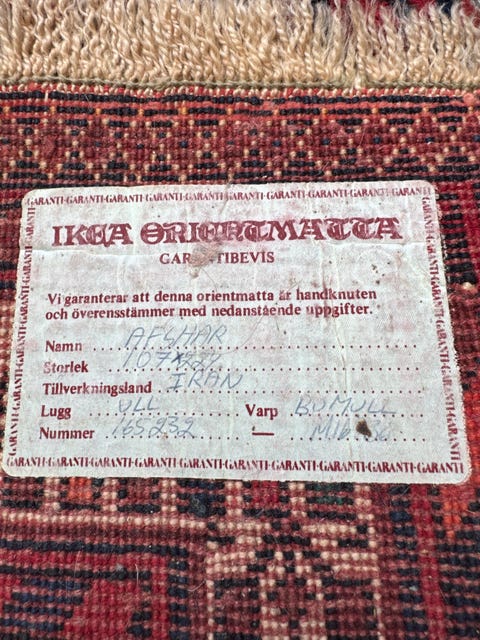 GARANTI-GARANTI-GARANTI-GARANTI-GARANTI-GARANTI-GARANTI-GARANTI
IKEA ORIENTMATTA
GARANTIBEVIS
Vi garanterar att denna orientmatta är handknuten
och överensstämmer med nedanstående uppgifter.
Namn AFGHAR
Storlek 107
Tillverkningsland IRAN
Lugg ULL Varp BOMULL
Nummer 165232 —
GARANTI-GARANTI-GARANTI-GARANTI-GARANTI-GARANTI-GARANTI-GARANTI